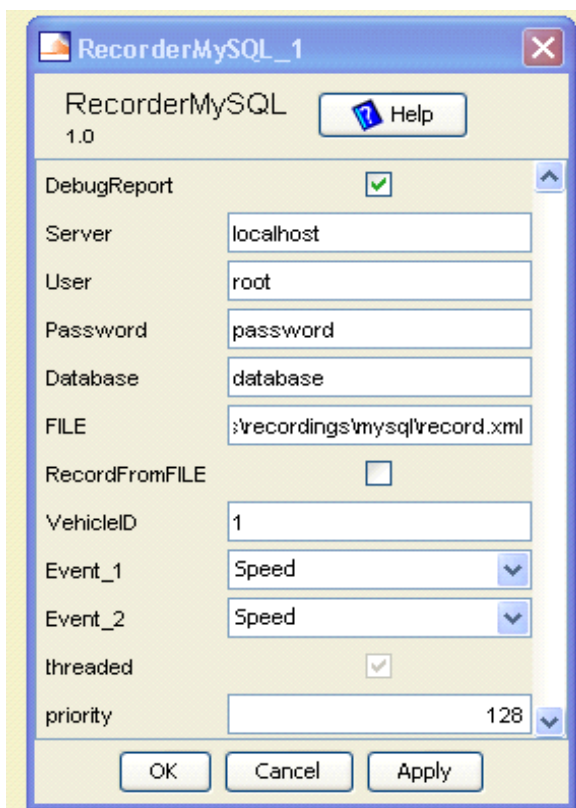 RecorderMySQL_1
RecorderMySQL
1.0
Help
DebugReport
Server localhost
User root
Password password
Database database
FILE s\recordings\mysql\record.xml
RecordFromFILE
VehicleID 1
Event_1 Speed
Event_2 Speed
threaded
priority 128
OK Cancel Apply